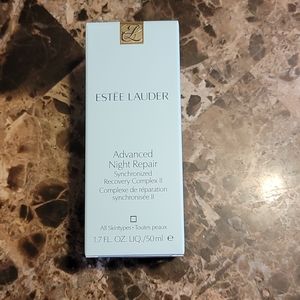 ESTĒE LAUDER
Advanced
Night Repair
Synchronized
Recovery Complex II
Complexe de réparation
synchronisée II
All Skintypes • Toutes peaux
1.7 FL. OZ. LIQ./50 ml e